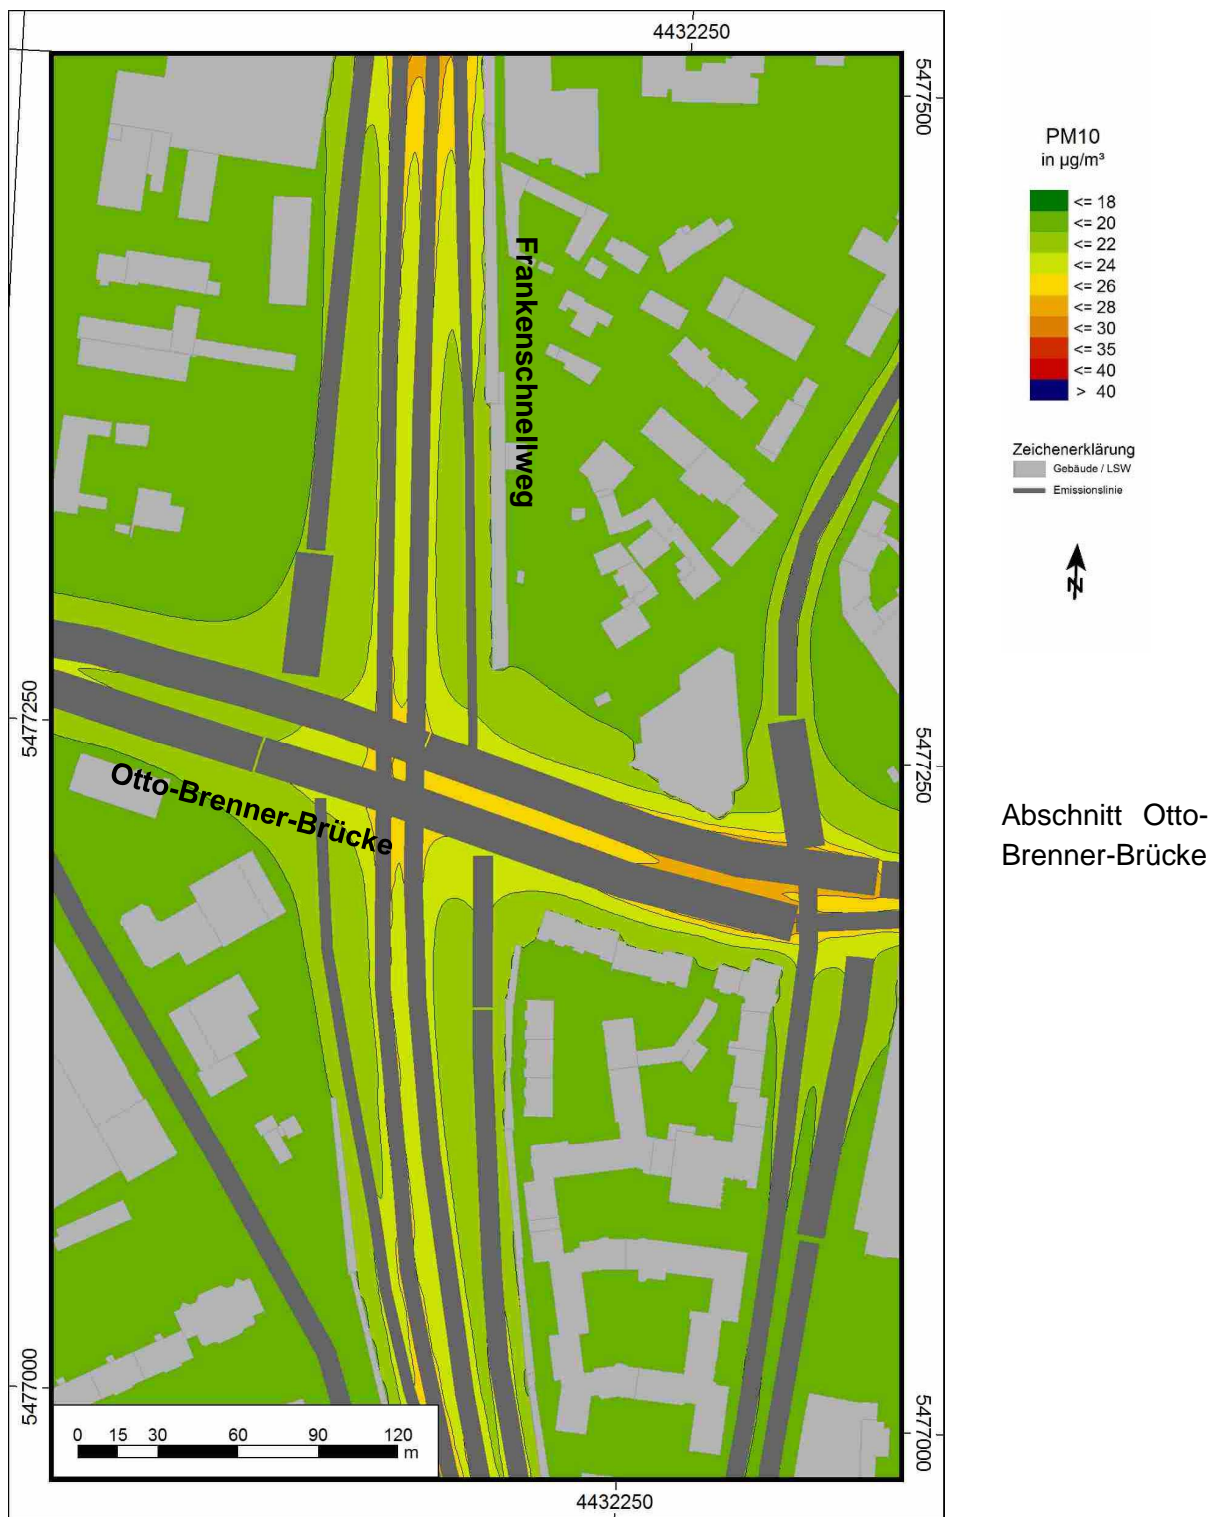 4432250
5477500
PM10
in µg/m³
<= 18
<= 20
<= 22
<= 24
<= 26
<= 28
<= 30
<= 35
<= 40
> 40
Zeichenerklärung
Gebäude / LSW
Emissionslinie
N
Frankenschnellweg
5477250
5477250
Otto-Brenner-Brücke
Abschnitt Otto-
Brenner-Brücke
5477000
5477000
0 15 30 60 90 120
m
4432250